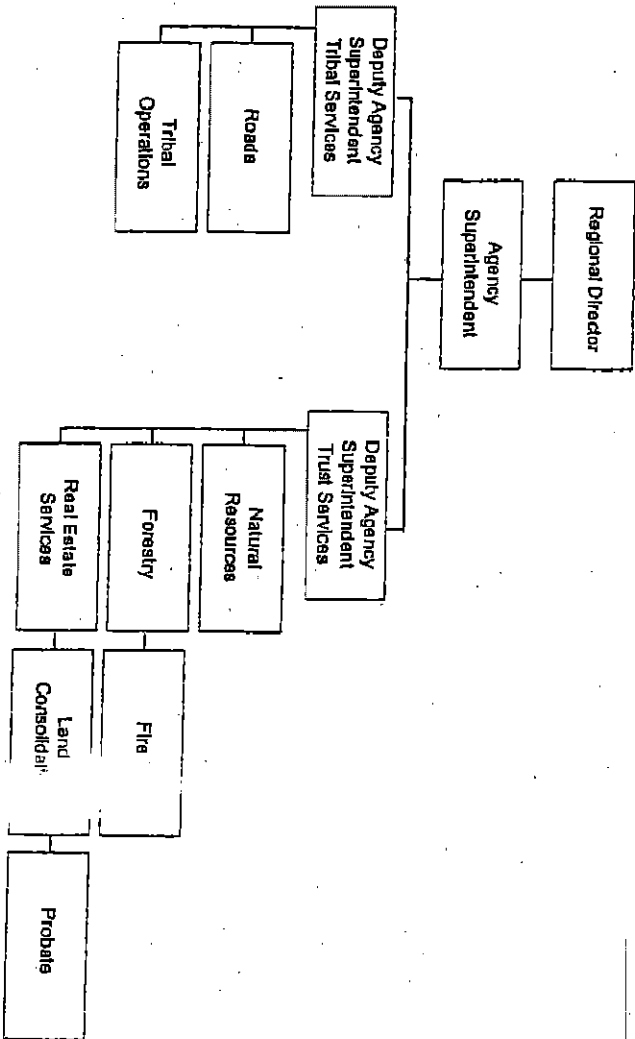 Regional Director
Agency
Superintendent
Deputy Agency
Superintendent
Tribal Services
Deputy Agency
Superintendent
Trust Services
Roads
Natural
Resources
Tribal
Operations
Forestry
Fire
Real Estate
Services
Land
Consolidati
Probate